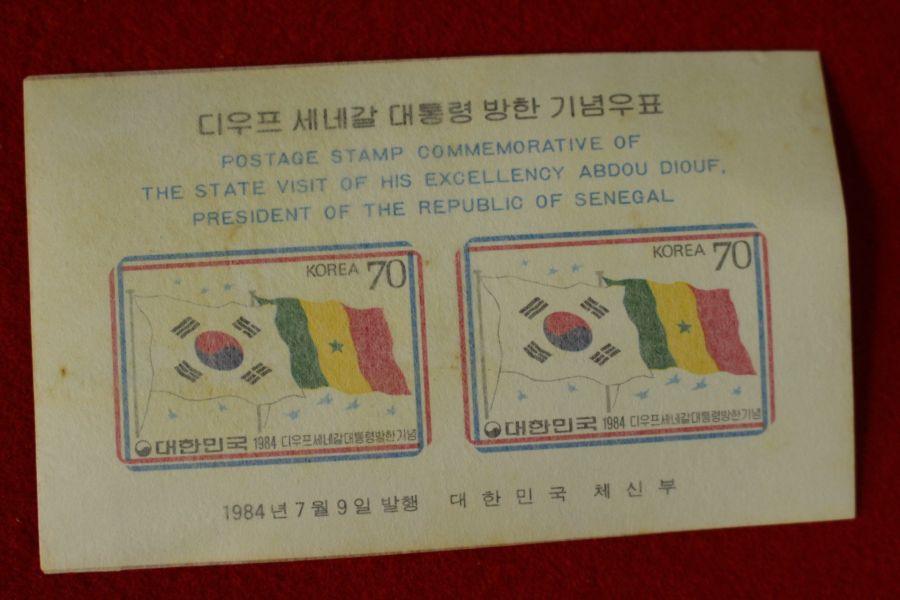 디우프 세네갈 대통령 방한 기념우표
POSTAGE STAMP COMMEMORATIVE OF
THE STATE VISIT OF HIS EXCELLENCY ABDOU DIOUF,
PRESIDENT OF THE REPUBLIC OF SENEGAL
KOREA 70
대한민국 1984 디우프세네갈대통령방한기념
KOREA 70
대한민국 1984 디우프세네갈대통령방한기념
1984년 7월 9일 발행 대한민국 체신부